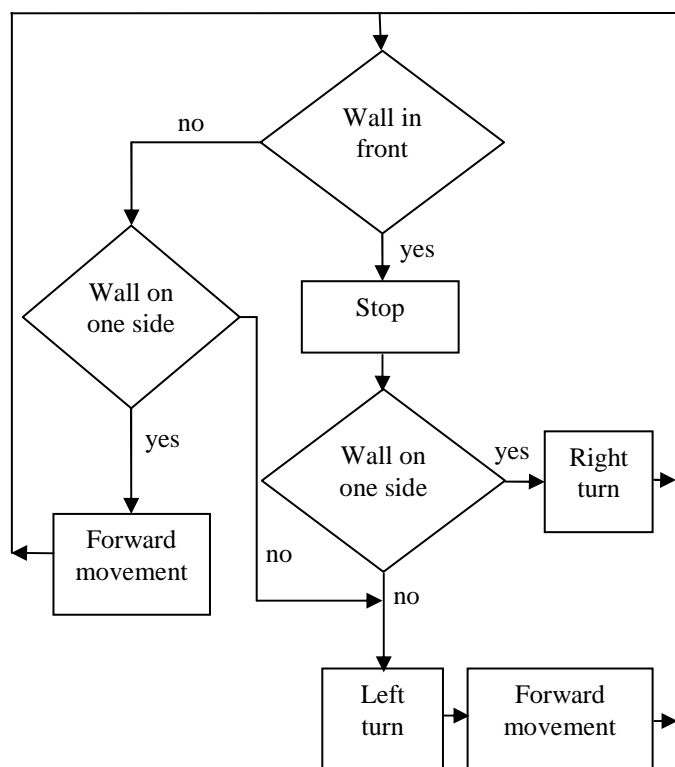 Wall in
front
no
yes
Wall on
one side
Stop
yes
Wall on
one side
yes
Right
turn
Forward
movement
no
no
Left
turn
Forward
movement